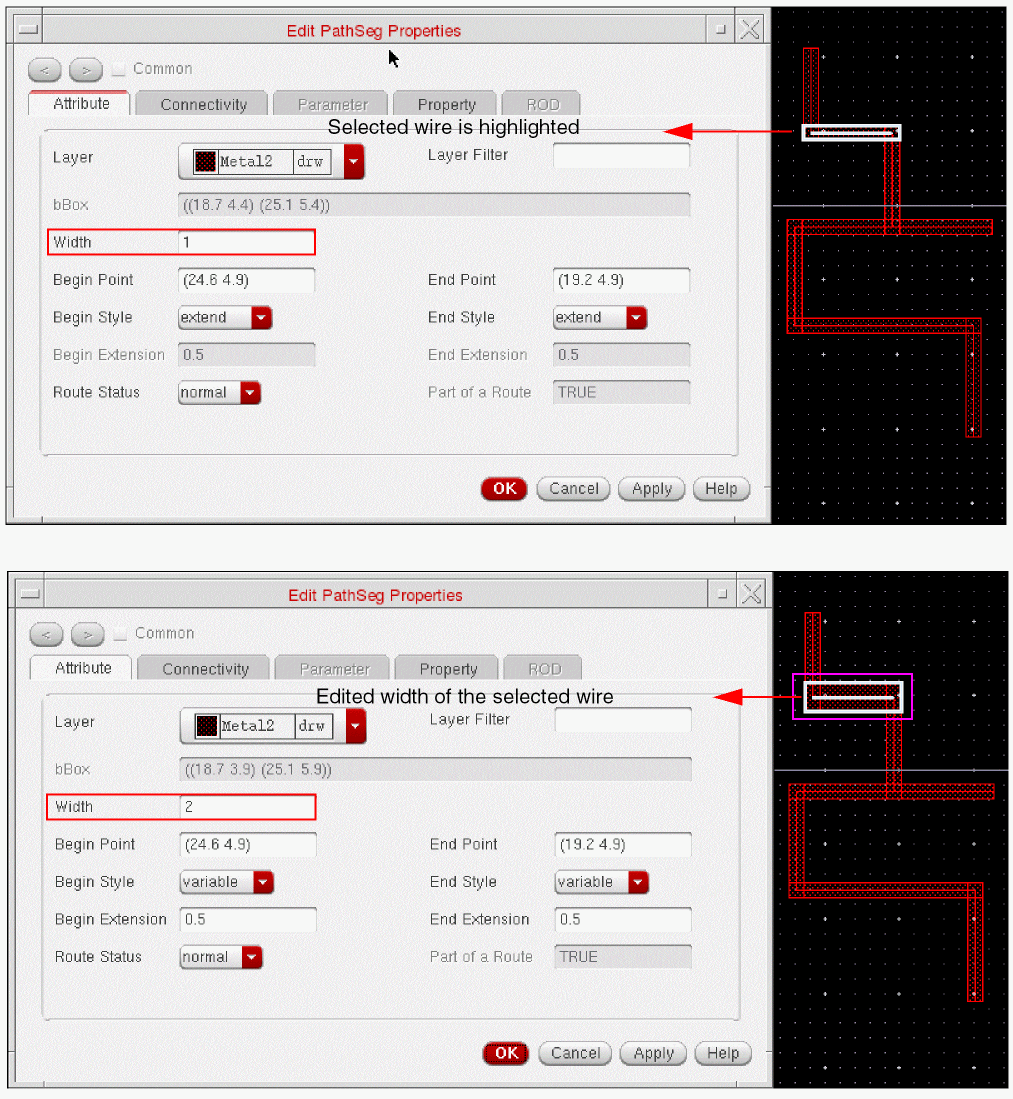 Edit PathSeg Properties
< > Common
Attribute Connectivity Parameter Property ROD
Selected wire is highlighted
Layer Metal2 drw Layer Filter
bBox ((18.7 4.4) (25.1 5.4))
Width 1
Begin Point (24.6 4.9) End Point (19.2 4.9)
Begin Style extend End Style extend
Begin Extension 0.5 End Extension 0.5
Route Status normal Part of a Route TRUE
OK Cancel Apply Help
Edit PathSeg Properties
< > Common
Attribute Connectivity Parameter Property ROD
Edited width of the selected wire
Layer Metal2 drw Layer Filter
bBox ((18.7 3.9) (25.1 5.9))
Width 2
Begin Point (24.6 4.9) End Point (19.2 4.9)
Begin Style variable End Style variable
Begin Extension 0.5 End Extension 0.5
Route Status normal Part of a Route TRUE
OK Cancel Apply Help